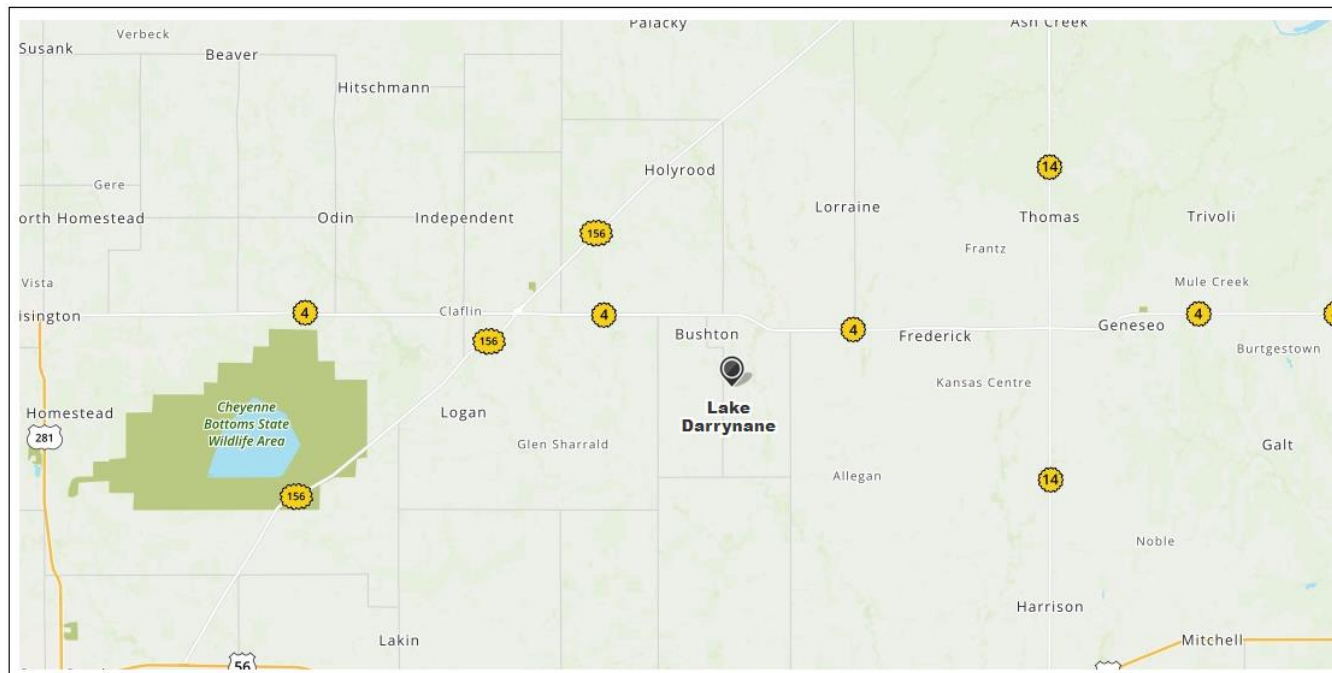 Palacky
Ash Creek
Verbeck
Susank
Beaver
Hitschmann
14
Holyrood
Gere
Lorraine
orth Homestead
Odin
Independent
Thomas
Trivoli
156
Frantz
Vista
Mule Creek
4
Claflin
4
4
isington
Geneseo
4
156
Bushton
Frederick
Burtgestown
Kansas Centre
Cheyenne
Bottoms State
Wildlife Area
Homestead
Logan
Lake
Darrynane
281
Glen Sharrald
Galt
Allegan
14
156
Noble
Harrison
Lakin
Mitchell
56